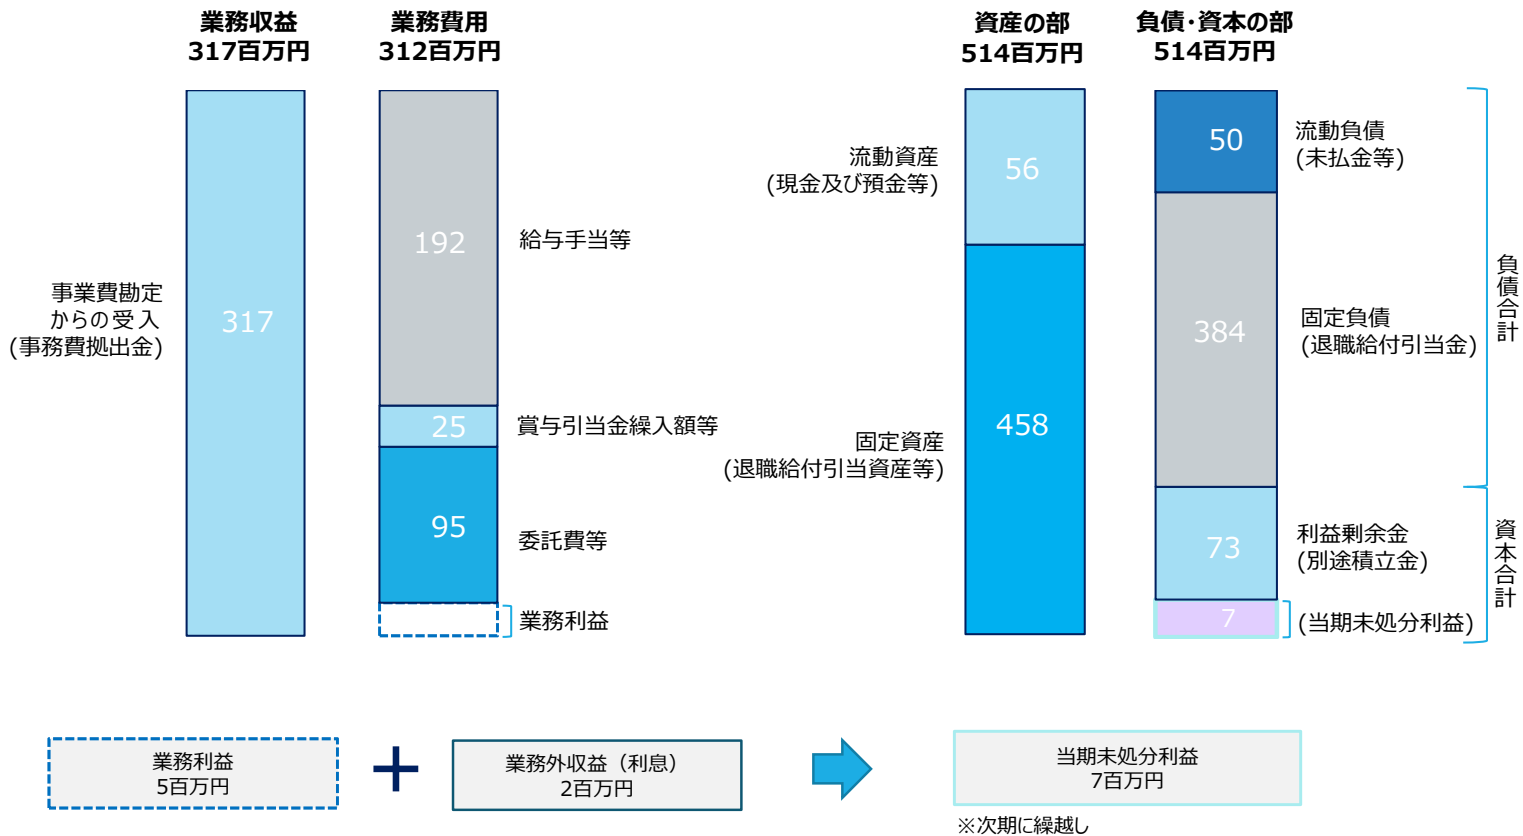 業務収益
317百万円
業務費用
312百万円
事業費勘定
からの受入
(事務費拠出金)
317
192
給与手当等
25
賞与引当金繰入額等
95
委託費等
業務利益
資産の部
514百万円
負債・資本の部
514百万円
流動資産
(現金及び預金等)
56
固定資産
(退職給付引当資産等)
458
50
流動負債
(未払金等)
384
固定負債
(退職給付引当金)
73
利益剰余金
(別途積立金)
7
(当期未処分利益)
負債合計
資本合計
業務利益
5百万円
+
業務外収益（利息）
2百万円
当期未処分利益
7百万円
※次期に繰越し